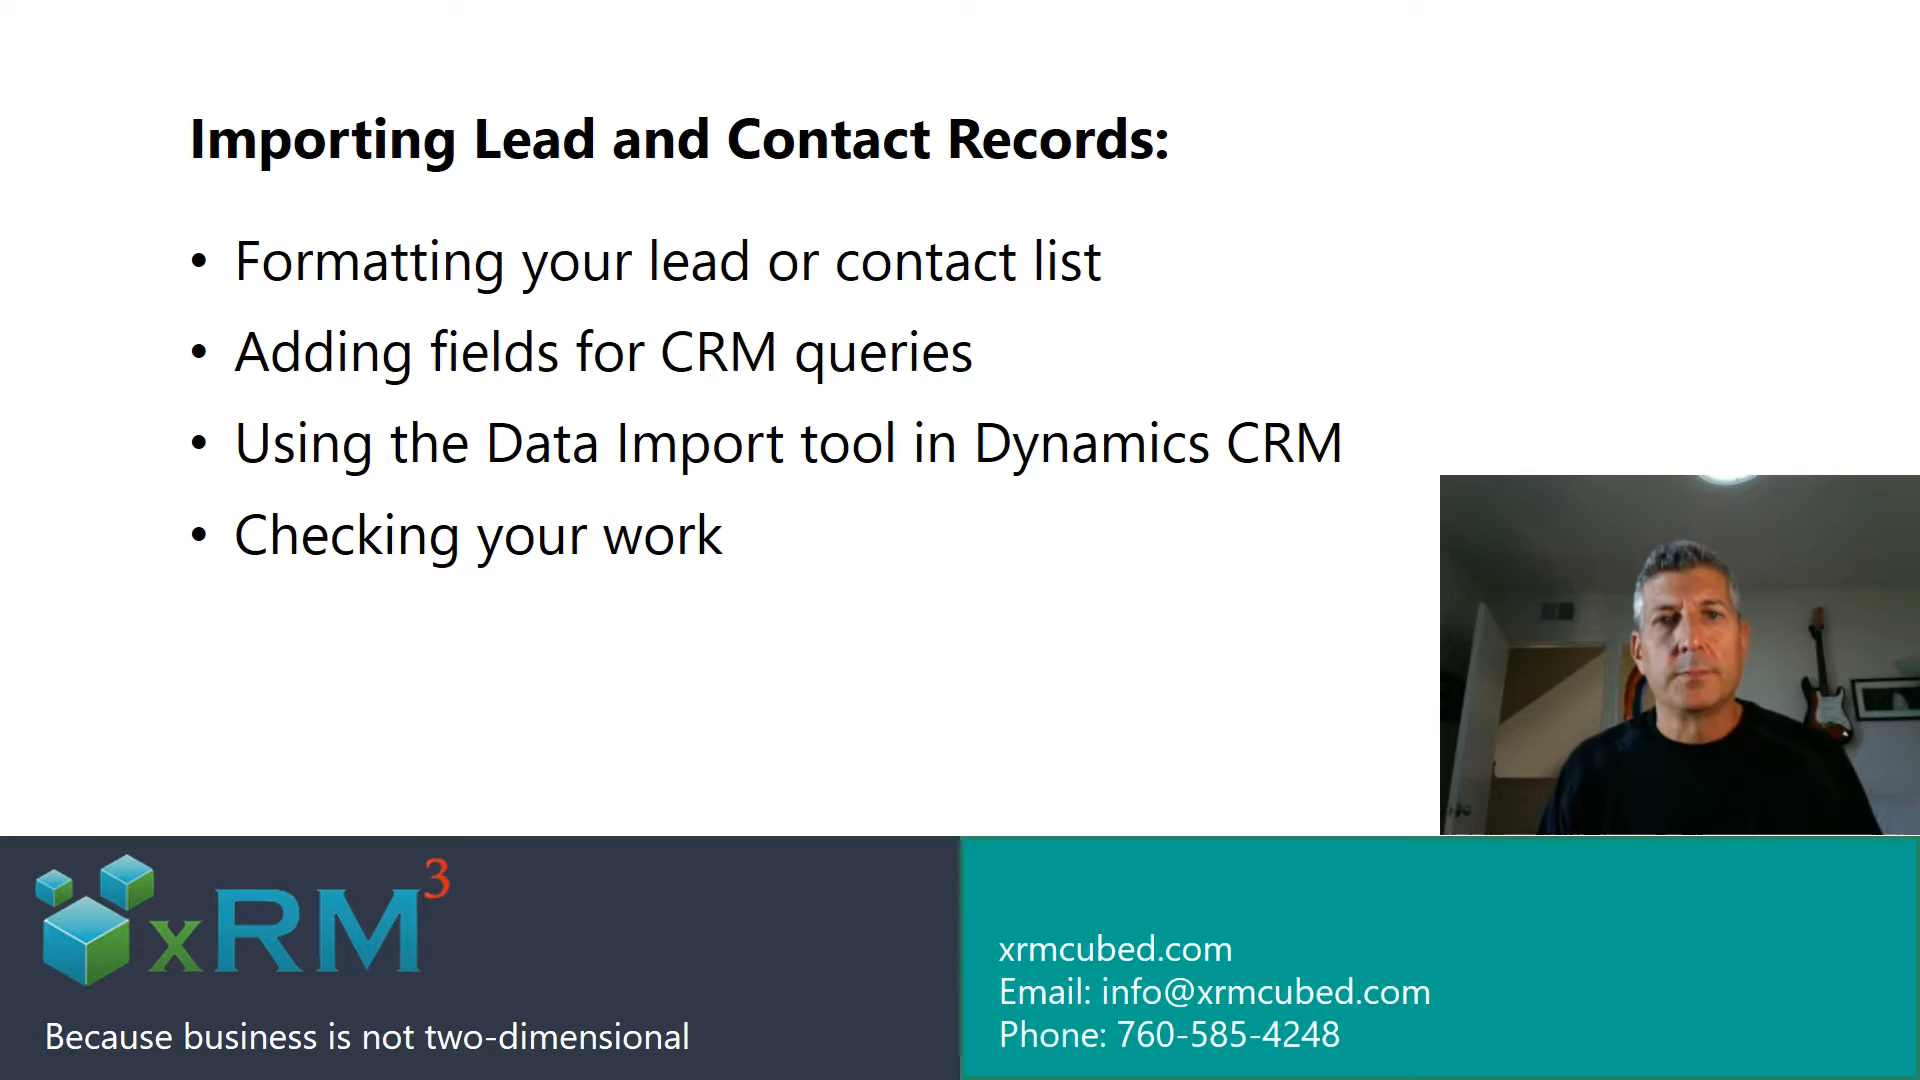 Importing Lead and Contact Records:
• Formatting your lead or contact list
• Adding fields for CRM queries
• Using the Data Import tool in Dynamics CRM
• Checking your work
xRM3
Because business is not two-dimensional
xrmcubed.com
Email: info@xrmcubed.com
Phone: 760-585-4248